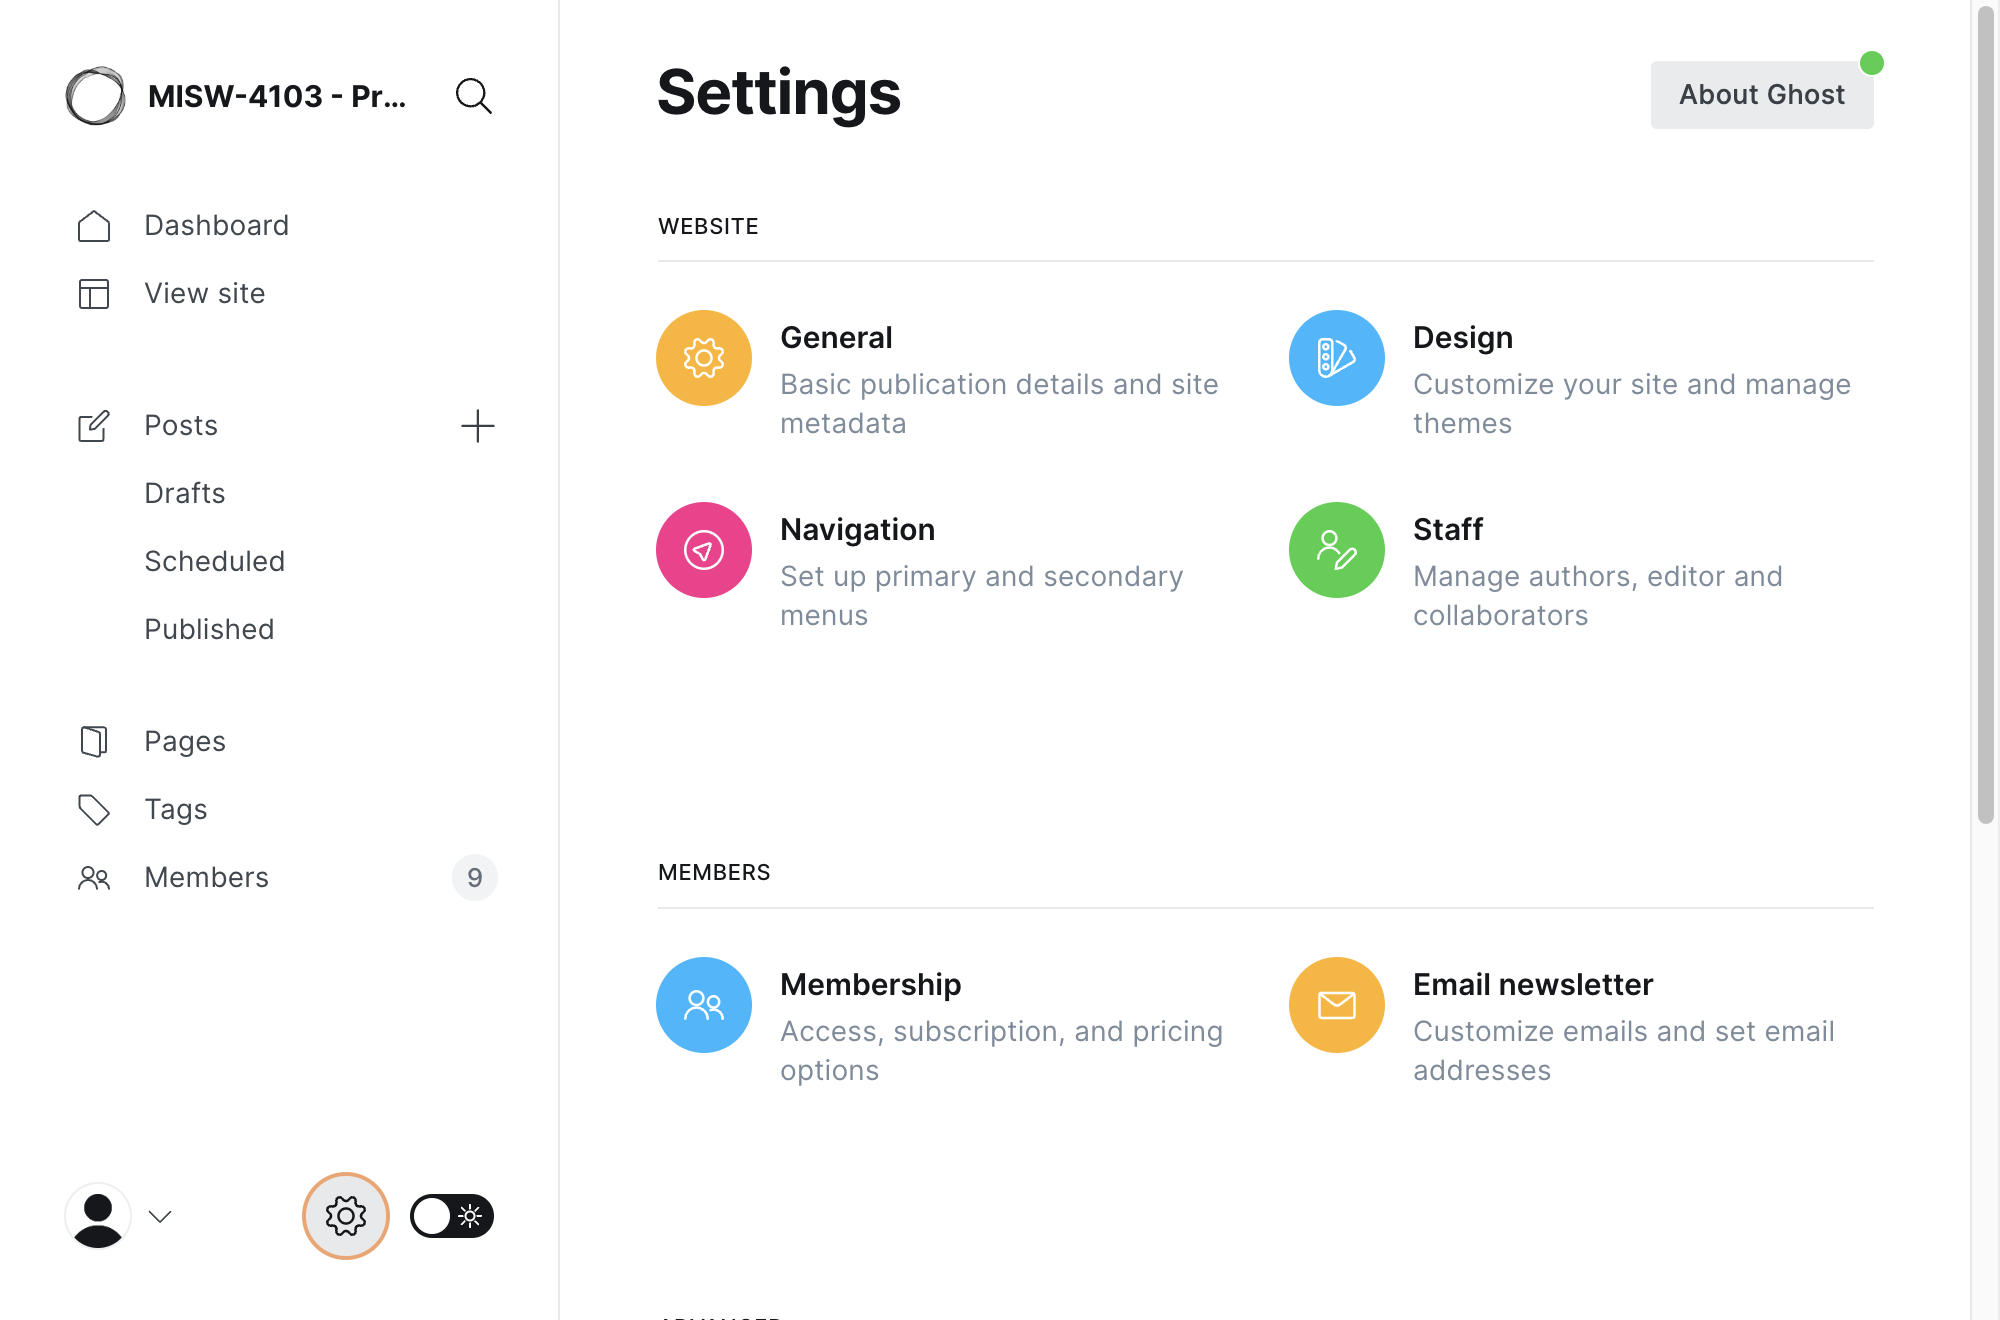 MISW-4103 - Pr...
Dashboard
View site
Posts
Drafts
Scheduled
Published
Pages
Tags
Members
9
Settings
About Ghost
WEBSITE
General
Basic publication details and site
metadata
Design
Customize your site and manage
themes
Navigation
Set up primary and secondary
menus
Staff
Manage authors, editor and
collaborators
MEMBERS
Membership
Access, subscription, and pricing
options
Email newsletter
Customize emails and set email
addresses